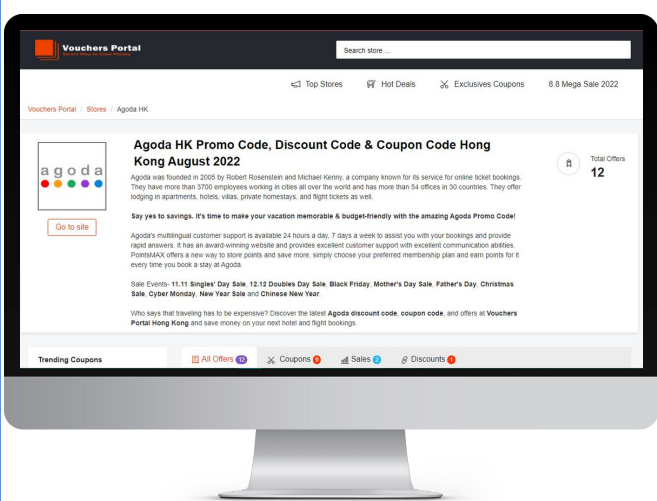 Vouchers Portal
Smart Way to Save Money
Search store ...
Top Stores
Hot Deals
Exclusives Coupons
8.8 Mega Sale 2022
Vouchers Portal / Stores / Agoda HK
agoda
Go to site
Agoda HK Promo Code, Discount Code & Coupon Code Hong
Kong August 2022
Total Offers
12
Agoda was founded in 2005 by Robert Rosenstein and Michael Kenny, a company known for its service for online ticket bookings.
They have more than 3700 employees working in cities all over the world and has more than 54 offices in 30 countries. They offer
lodging in apartments, hotels, villas, private homestays, and flight tickets as well.
Say yes to savings. It's time to make your vacation memorable & budget-friendly with the amazing Agoda Promo Code!
Agoda's multilingual customer support is available 24 hours a day, 7 days a week to assist you with your bookings and provide
rapid answers. It has an award-winning website and provides excellent customer support with excellent communication abilities.
PointsMAX offers a new way to store points and save more, simply choose your preferred membership plan and earn points for it
every time you book a stay at Agoda.
Sale Events- 11.11 Singles' Day Sale, 12.12 Doubles Day Sale, Black Friday, Mother's Day Sale, Father's Day, Christmas
Sale, Cyber Monday, New Year Sale and Chinese New Year.
Who says that traveling has to be expensive? Discover the latest Agoda discount code, coupon code, and offers at Vouchers
Portal Hong Kong and save money on your next hotel and flight bookings.
Trending Coupons
All Offers 12
Coupons 9
Sales 2
Discounts 1